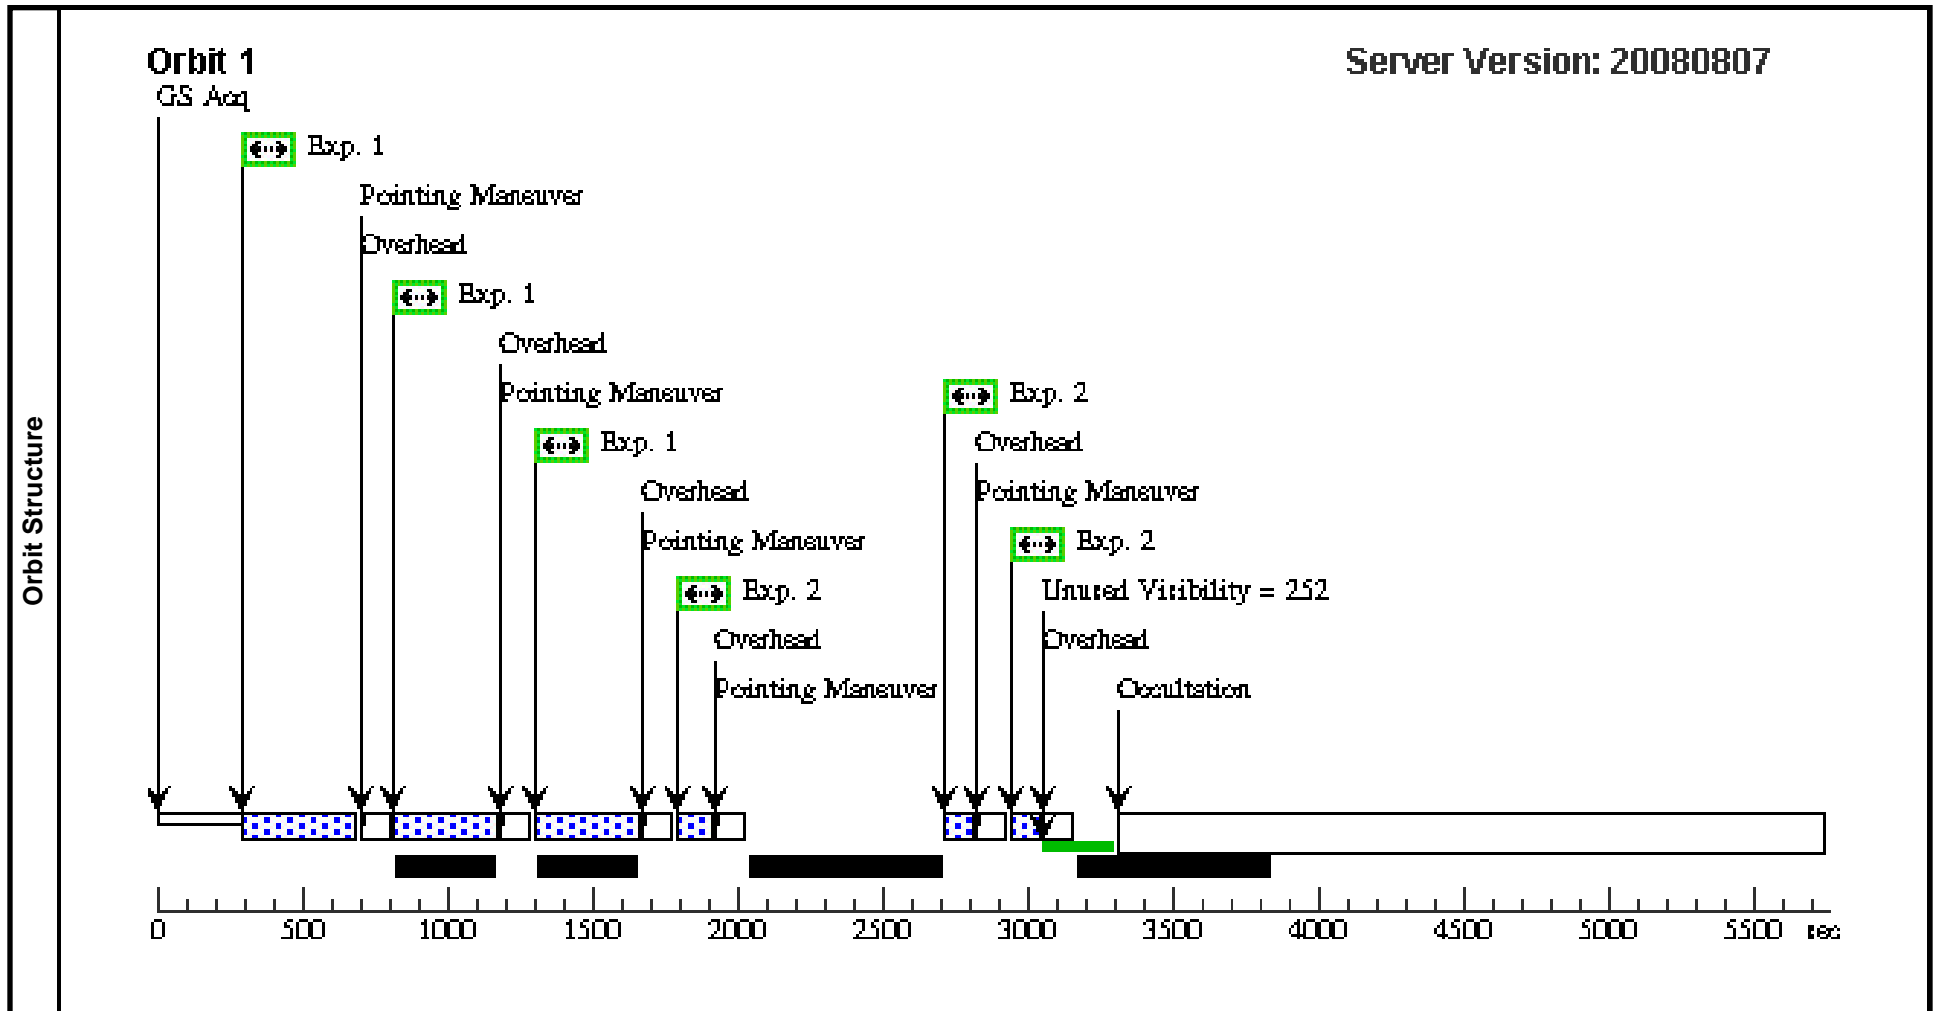 Orbit 1
Server Version: 20080807
GS Acq
Exp. 1
Pointing Maneuver
Overhead
Exp. 1
Overhead
Pointing Maneuver
Exp. 1
Overhead
Pointing Maneuver
Exp. 2
Overhead
Pointing Maneuver
Exp. 2
Overhead
Pointing Maneuver
Exp. 2
Unused Visibility = 252
Overhead
Occultation
0 500 1000 1500 2000 2500 3000 3500 4000 4500 5000 5500 sec
Orbit Structure